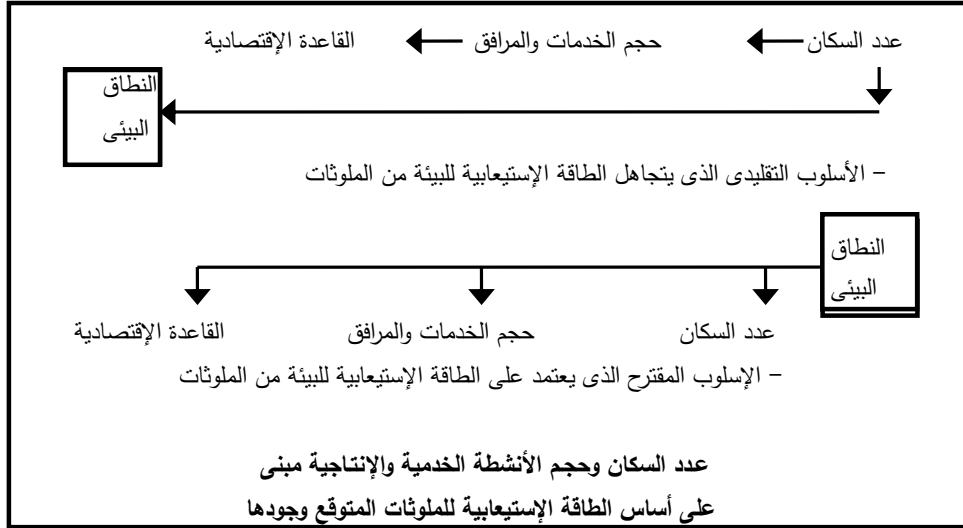 عدد السكان حجم الخدمات والمرافق القاعدة الإقتصادية
النطاق
البيئى
– الأسلوب التقليدى الذى يتجاهل الطاقة الإستيعابية للبيئة من الملوثات
النطاق
البيئى
عدد السكان حجم الخدمات والمرافق القاعدة الإقتصادية
– الإسلوب المقترح الذى يعتمد على الطاقة الإستيعابية للبيئة من الملوثات
عدد السكان وحجم الأنشطة الخدمية والإنتاجية مبنى
على أساس الطاقة الإستيعابية للملوثات المتوقع وجودها